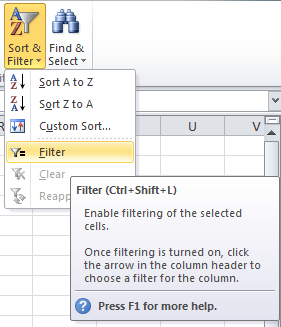 Sort & Find &
Filter Select
Sort A to Z
Sort Z to A
Custom Sort...
Filter
Clear
Reapp
U V
Filter (Ctrl+Shift+L)
Enable filtering of the selected
cells.
Once filtering is turned on, click
the arrow in the column header to
choose a filter for the column.
Press F1 for more help.